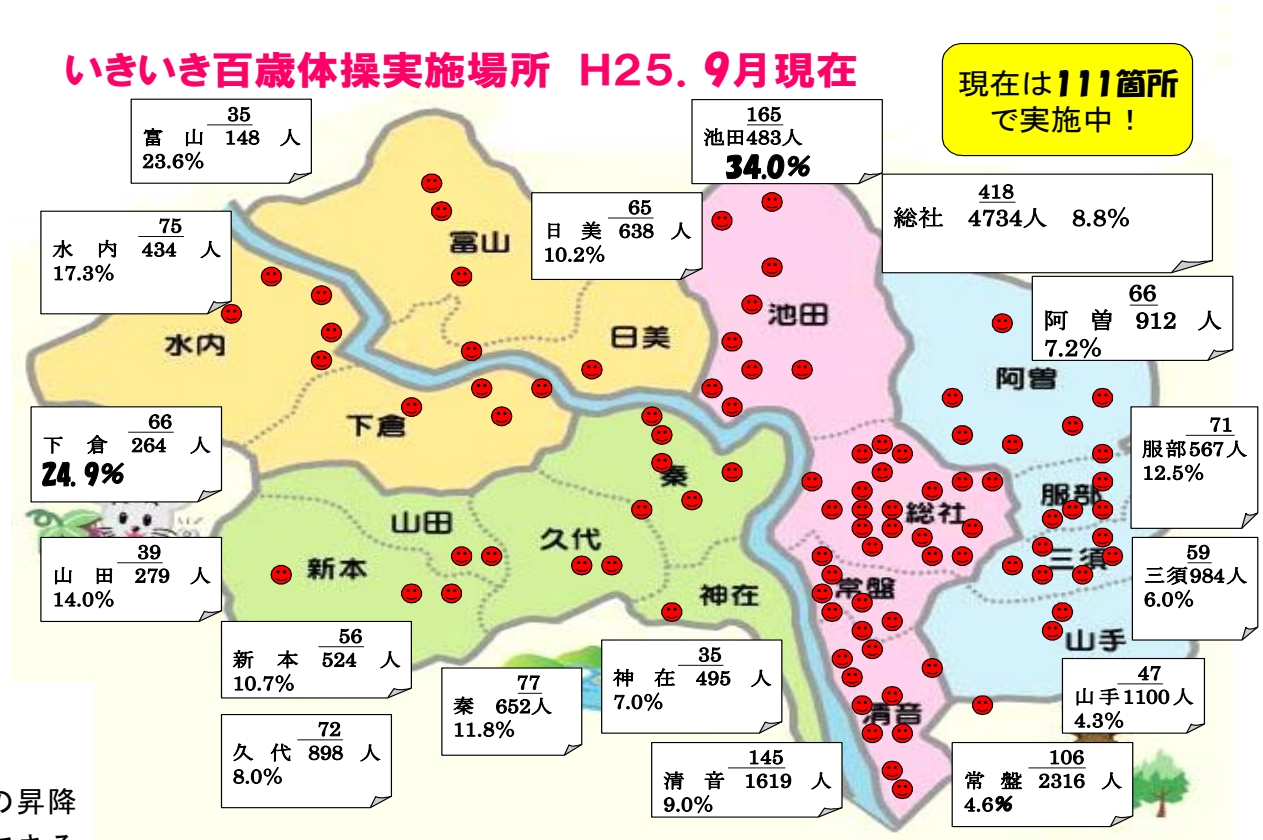 いきいき百歳体操実施場所 H25.9月現在
現在は111箇所
で実施中！
35
富 山 148 人
23.6%
165
池田483人
34.0%
418
総社 4734人 8.8%
65
日 美 638 人
10.2%
75
水 内 434 人
17.3%
66
阿 曽 912 人
7.2%
富山
池田
日美
水内
阿曽
66
下 倉 264 人
24.9%
下倉
71
服部567人
12.5%
秦
服部
総社
山田
久代
新本
三須
常盤
神在
山手
清音
39
山 田 279 人
14.0%
59
三須984人
6.0%
56
新 本 524 人
10.7%
35
神 在 495 人
7.0%
77
秦 652人
11.8%
47
山手1100人
4.3%
72
久 代 898 人
8.0%
145
清 音 1619 人
9.0%
106
常 盤 2316 人
4.6%
の昇降